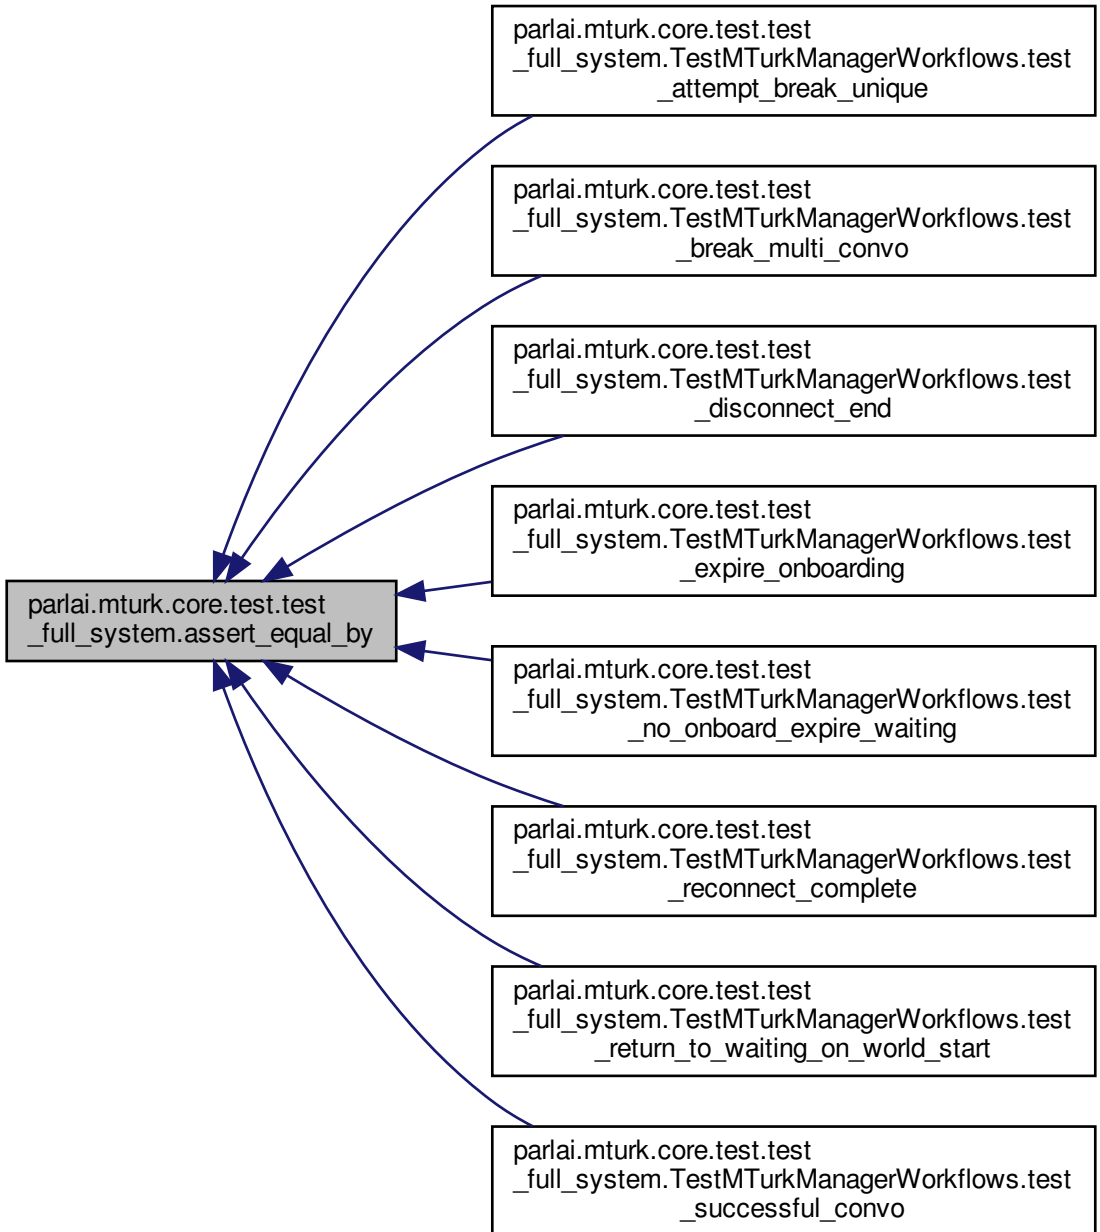 parlai.mturk.core.test.test
_full_system.TestMTurkManagerWorkflows.test
_attempt_break_unique
parlai.mturk.core.test.test
_full_system.TestMTurkManagerWorkflows.test
_break_multi_convo
parlai.mturk.core.test.test
_full_system.TestMTurkManagerWorkflows.test
_disconnect_end
parlai.mturk.core.test.test
_full_system.TestMTurkManagerWorkflows.test
_expire_onboarding
parlai.mturk.core.test.test
_full_system.assert_equal_by
parlai.mturk.core.test.test
_full_system.TestMTurkManagerWorkflows.test
_no_onboard_expire_waiting
parlai.mturk.core.test.test
_full_system.TestMTurkManagerWorkflows.test
_reconnect_complete
parlai.mturk.core.test.test
_full_system.TestMTurkManagerWorkflows.test
_return_to_waiting_on_world_start
parlai.mturk.core.test.test
_full_system.TestMTurkManagerWorkflows.test
_successful_convo